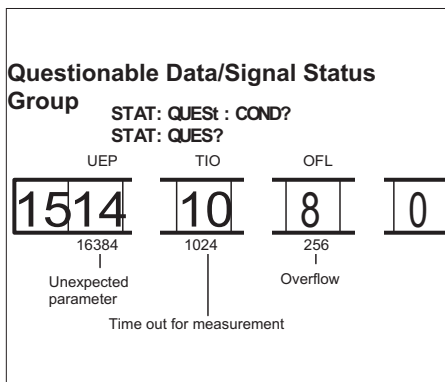 Questionable Data/Signal Status
Group
STAT: QUESt : COND?
STAT: QUES?
UEP TIO OFL
15 14 10 8 0
16384 1024 256
Unexpected
parameter
Overflow
Time out for measurement